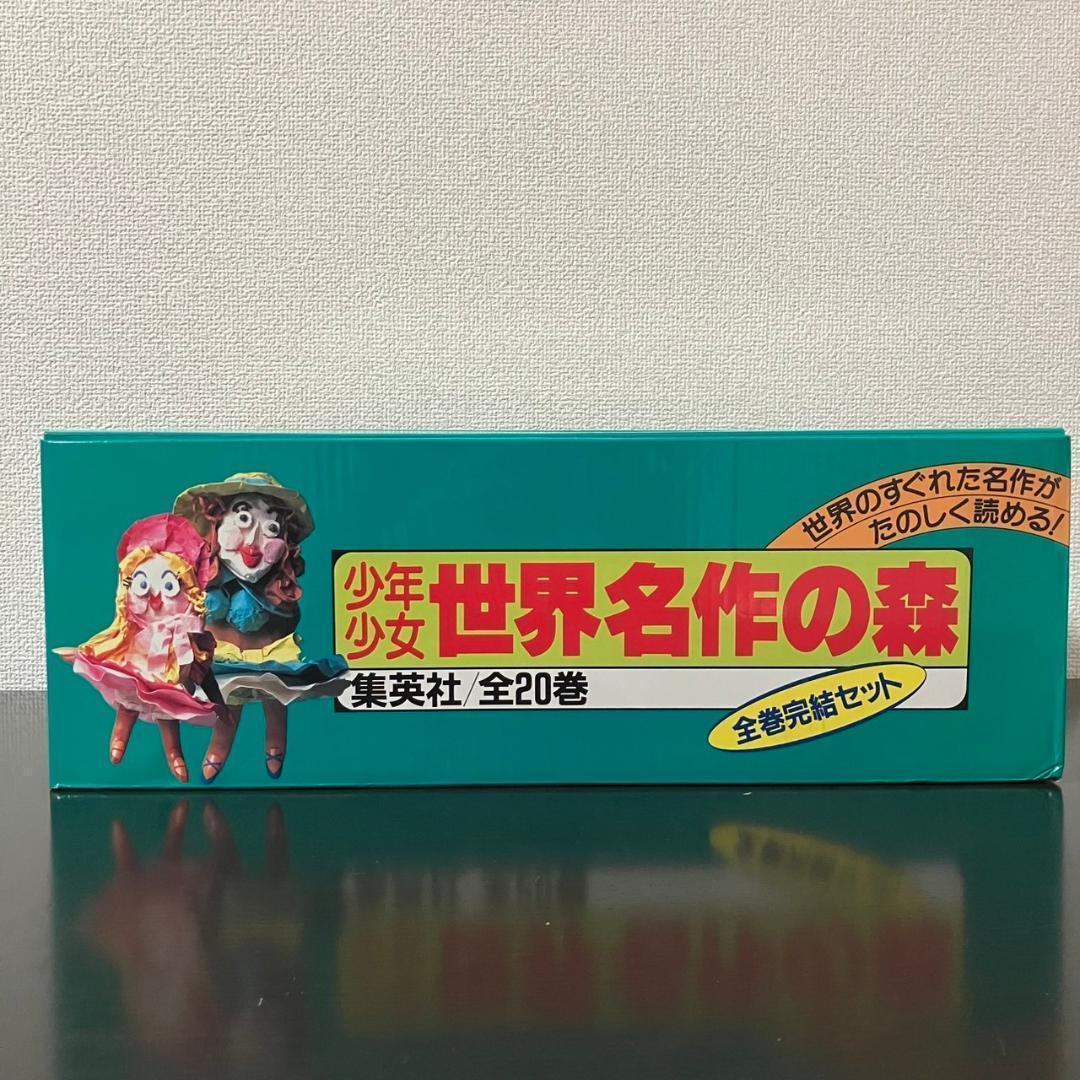 世界のすぐれた名作が
たのしく読める!
少年
少女
世界名作の森
集英社/全20巻
全巻完結セット